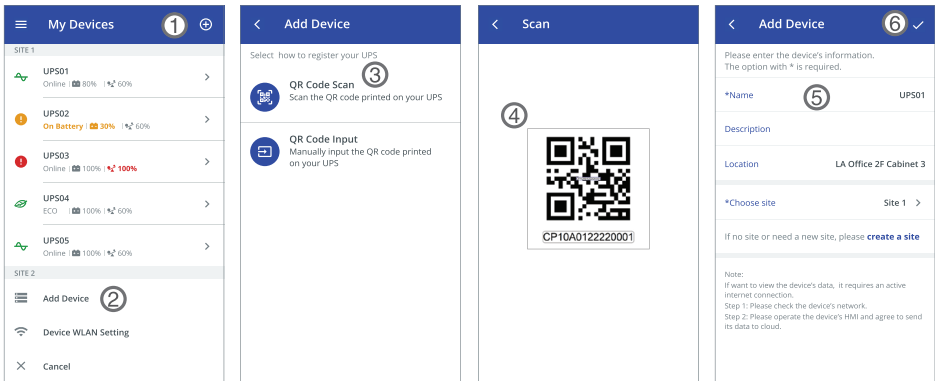 My Devices
1
SITE 1
UPS01
Online | 80% | 60%
UPS02
On Battery | 30% | 60%
UPS03
Online | 100% | 100%
UPS04
ECO | 100% | 60%
UPS05
Online | 100% | 60%
SITE 2
Add Device
2
Device WLAN Setting
Cancel
Add Device
Select how to register your UPS
3
QR Code Scan
Scan the QR code printed on your UPS
QR Code Input
Manually input the QR code printed
on your UPS
Scan
4
CP10A0122220001
Add Device
6
Please enter the device's information.
The option with * is required.
*Name 5 UPS01
Description
Location LA Office 2F Cabinet 3
*Choose site Site 1
If no site or need a new site, please create a site
Note:
If want to view the device's data, it requires an active
internet connection.
Step 1: Please check the device's network.
Step 2: Please operate the device's HMI and agree to send
its data to cloud.